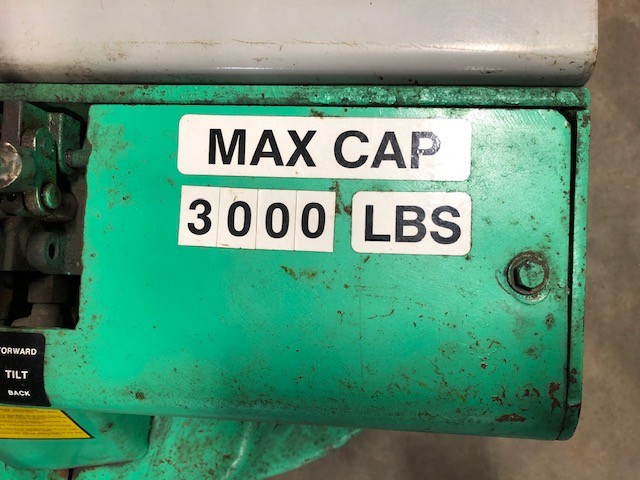 MAX CAP
3000 LBS
FORWARD
TILT
BACK